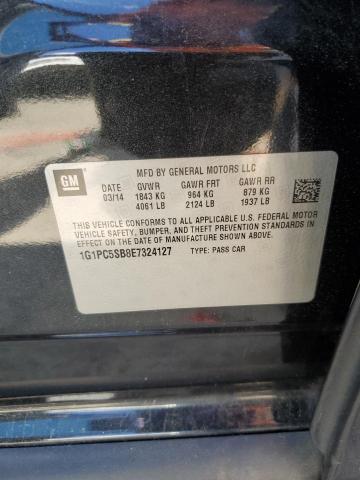 GM
MFD BY GENERAL MOTORS LLC
DATE GVWR GAWR FRT GAWR RR
03/14 1843 KG 964 KG 879 KG
4061 LB 2124 LB 1937 LB
THIS VEHICLE CONFORMS TO ALL APPLICABLE U.S. FEDERAL MOTOR
VEHICLE SAFETY, BUMPER, AND THEFT PREVENTION STANDARDS IN
EFFECT ON THE DATE OF MANUFACTURE SHOWN ABOVE.
1G1PC5SB8E7324127 TYPE: PASS CAR